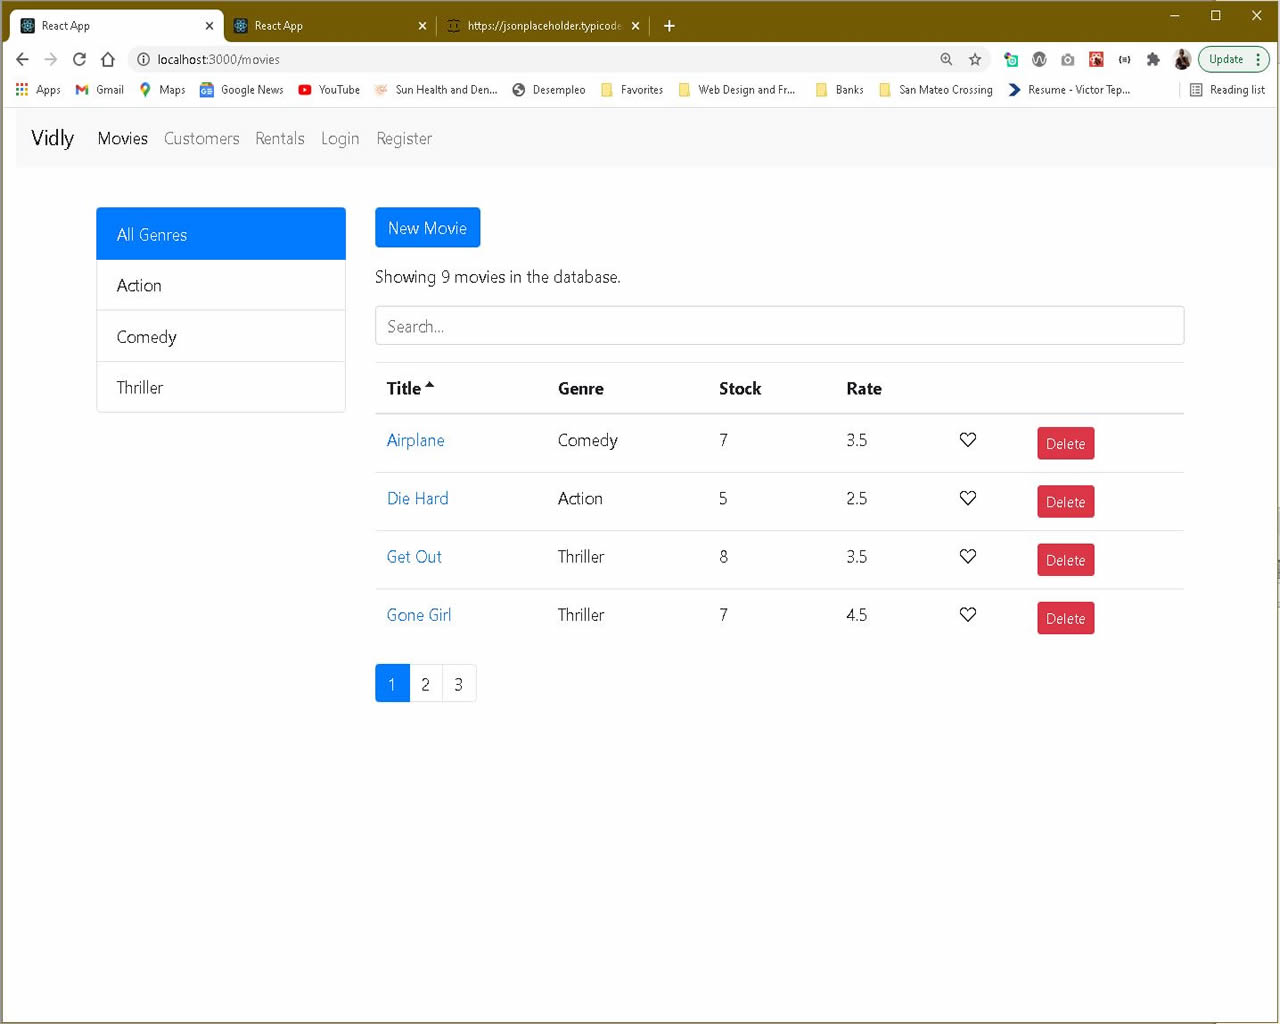 React App
React App
https://jsonplaceholder.typicode
localhost:3000/movies
Update
Apps Gmail Maps Google News YouTube Sun Health and Den... Desempleo Favorites Web Design and Fr... Banks San Mateo Crossing Resume - Victor Tep... Reading list
Vidly Movies Customers Rentals Login Register
All Genres
Action
Comedy
Thriller
New Movie
Showing 9 movies in the database.
Search...
Title Genre Stock Rate
Airplane Comedy 7 3.5 Delete
Die Hard Action 5 2.5 Delete
Get Out Thriller 8 3.5 Delete
Gone Girl Thriller 7 4.5 Delete
1 2 3